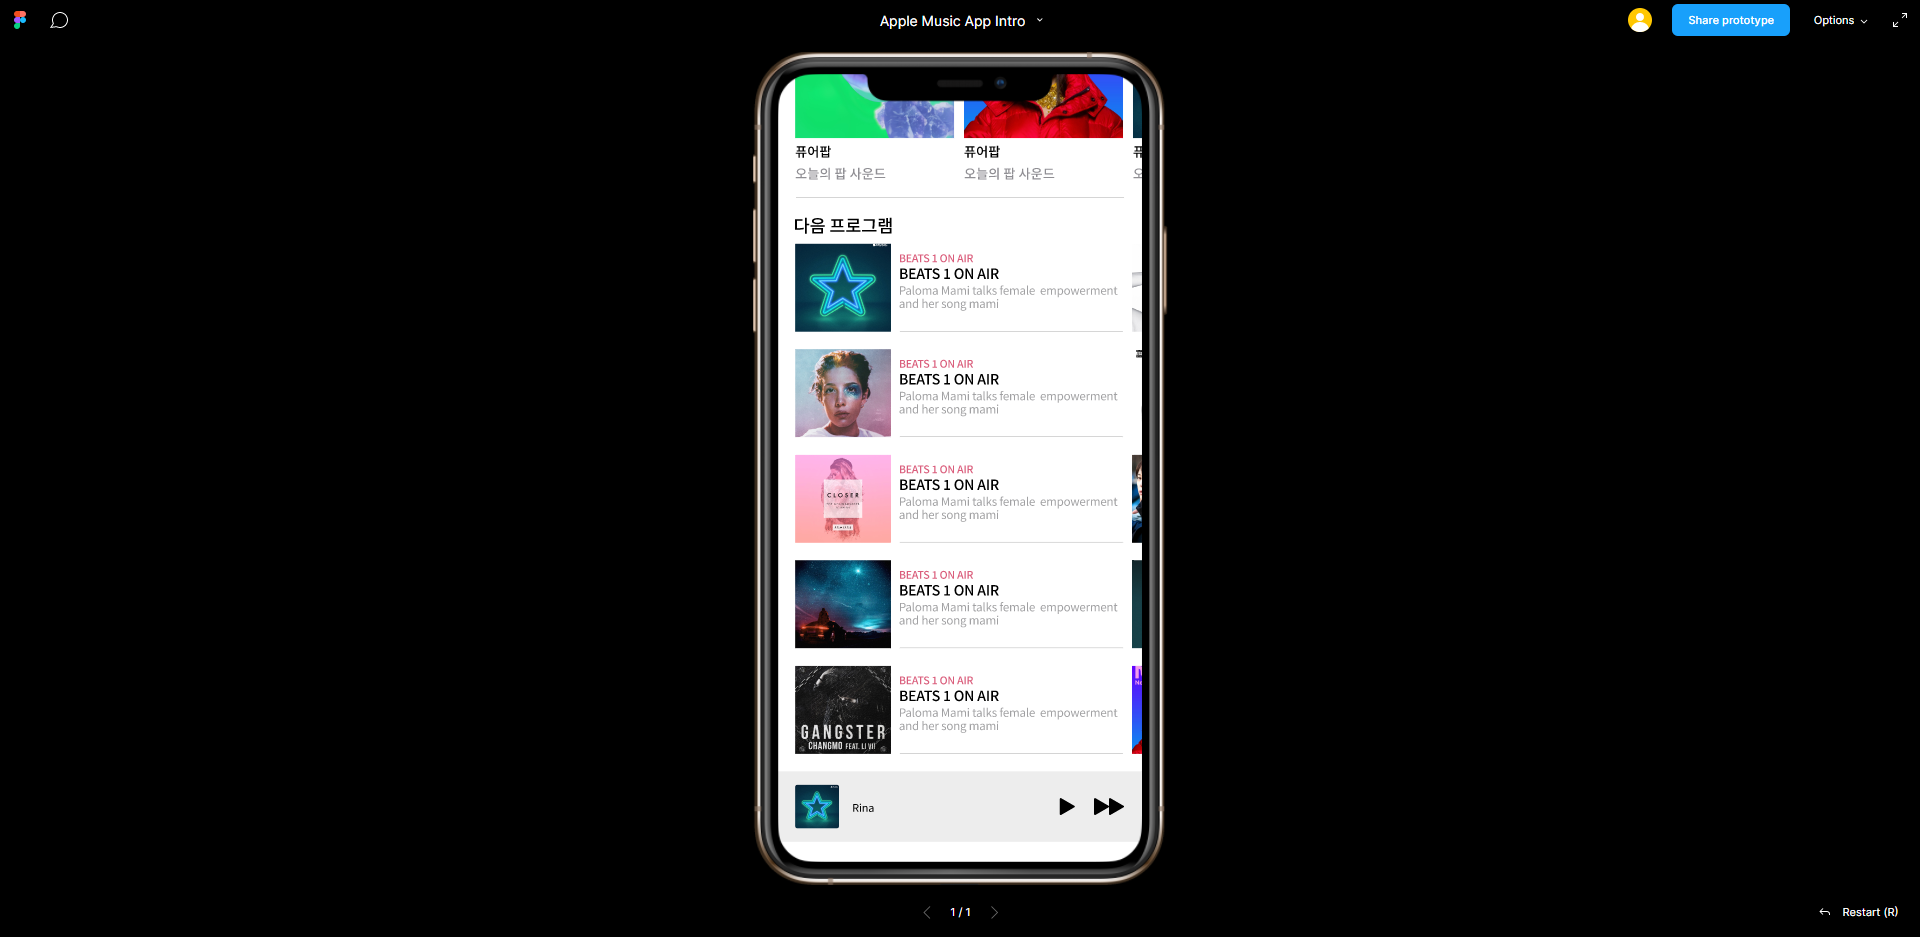 Apple Music App Intro
Share prototype
Options
퓨어팝
퓨어팝
오늘의 팝 사운드
오늘의 팝 사운드
다음 프로그램
BEATS 1 ON AIR
BEATS 1 ON AIR
Paloma Mami talks female empowerment
and her song mami
BEATS 1 ON AIR
BEATS 1 ON AIR
Paloma Mami talks female empowerment
and her song mami
CLOSER
BEATS 1 ON AIR
BEATS 1 ON AIR
Paloma Mami talks female empowerment
and her song mami
BEATS 1 ON AIR
BEATS 1 ON AIR
Paloma Mami talks female empowerment
and her song mami
GANGSTER
CHANGMO FEAT. LI VII
BEATS 1 ON AIR
BEATS 1 ON AIR
Paloma Mami talks female empowerment
and her song mami
Rina
1 / 1
Restart (R)